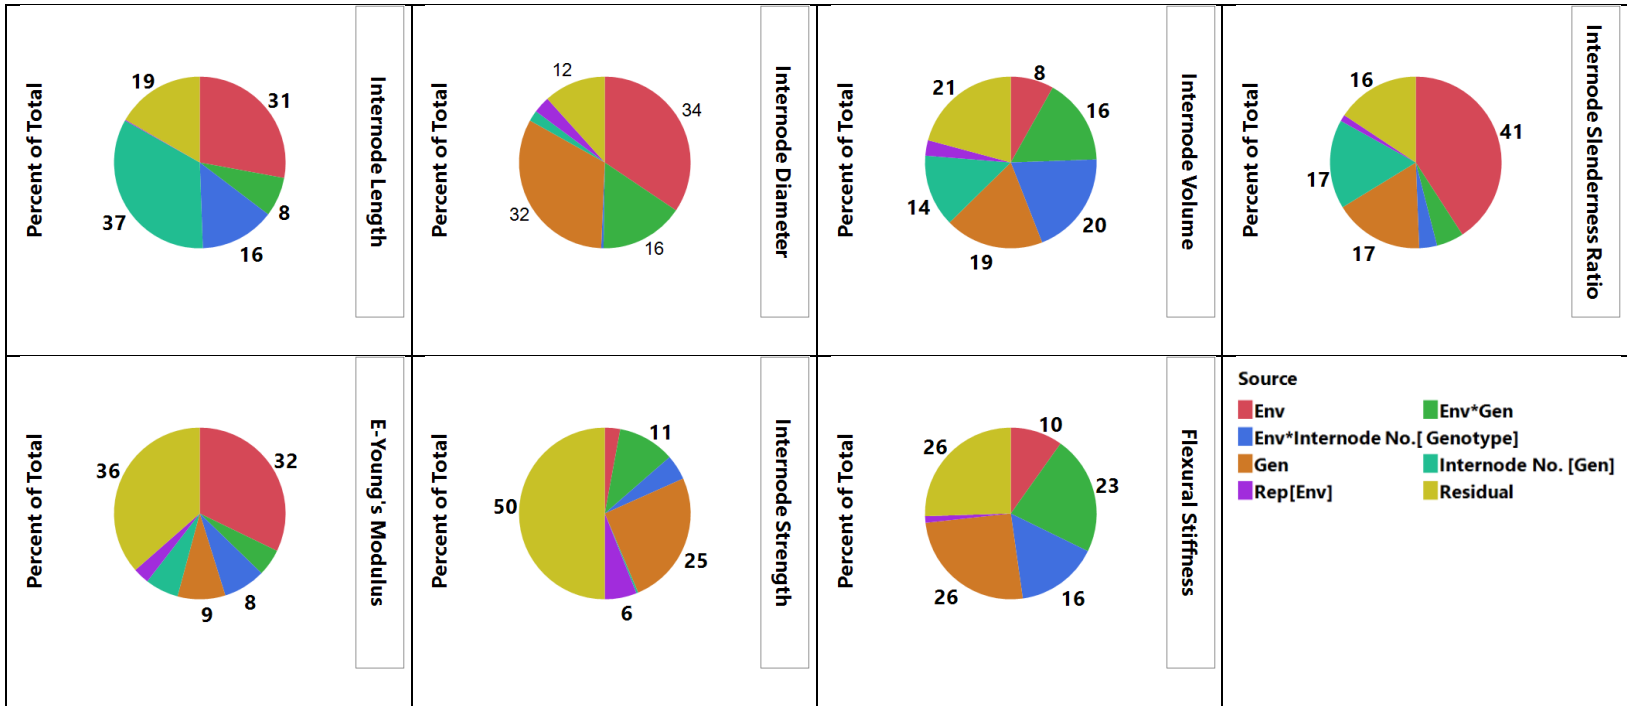 Percent of Total
19
31
37
8
16
Internode Length
Percent of Total
12
34
32
16
Internode Diameter
Percent of Total
8
21
16
14
20
19
Internode Volume
Percent of Total
16
41
17
17
Internode Slenderness Ratio
Percent of Total
36
32
9
8
E-Young's Modulus
Percent of Total
11
50
25
6
Internode Strength
Percent of Total
10
26
23
26
16
Flexural Stiffness
Source
Env
Env*Gen
Env*Internode No.[ Genotype]
Gen
Internode No. [Gen]
Rep[Env]
Residual